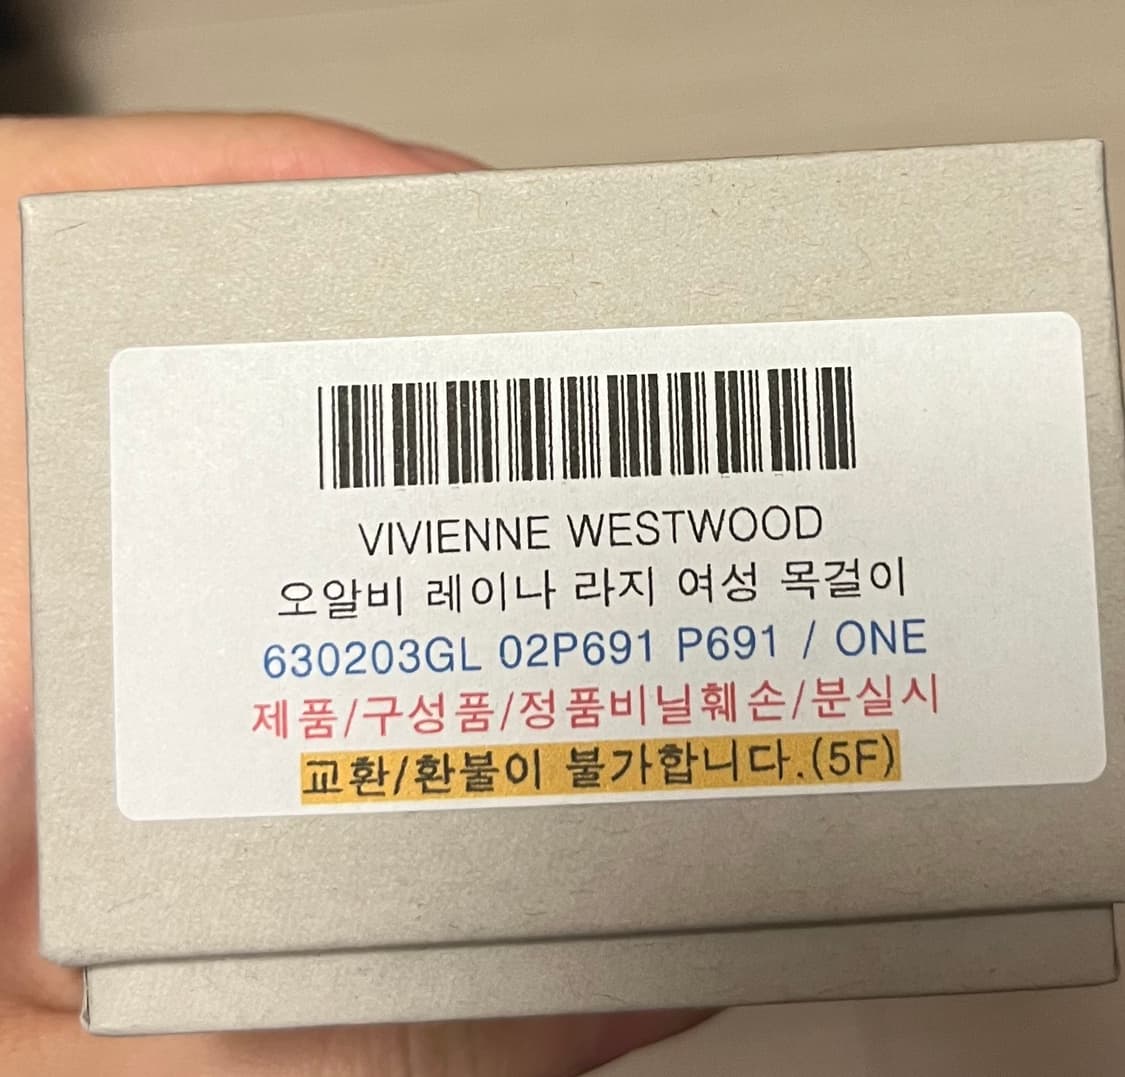 VIVIENNE WESTWOOD
오알비 레이나 라지 여성 목걸이
630203GL 02P691 P691 / ONE
제품/구성품/정품비닐훼손/분실시
교환/환불이 불가합니다.(5F)